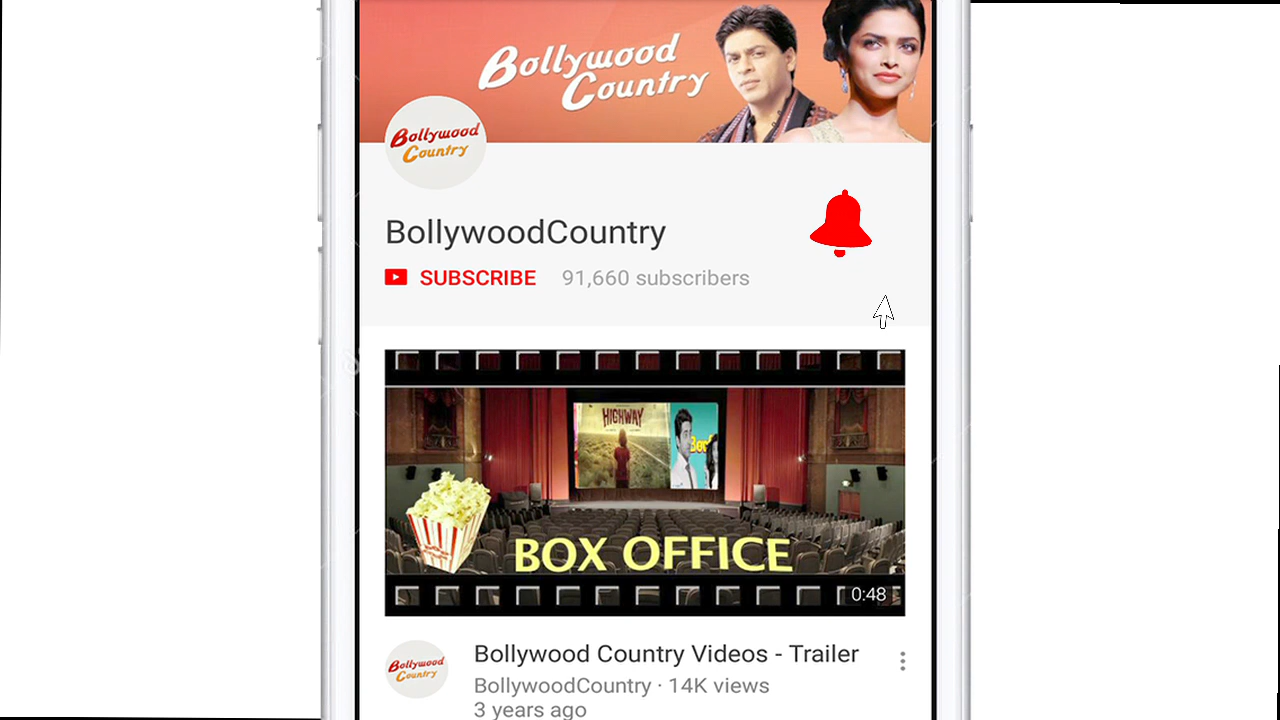 Bollywood
Country
Bollywood
Country
BollywoodCountry
SUBSCRIBE 91,660 subscribers
HIGHWAY
BOX OFFICE
0:48
Bollywood
Country
Bollywood Country Videos - Trailer
BollywoodCountry · 14K views
3 years ago